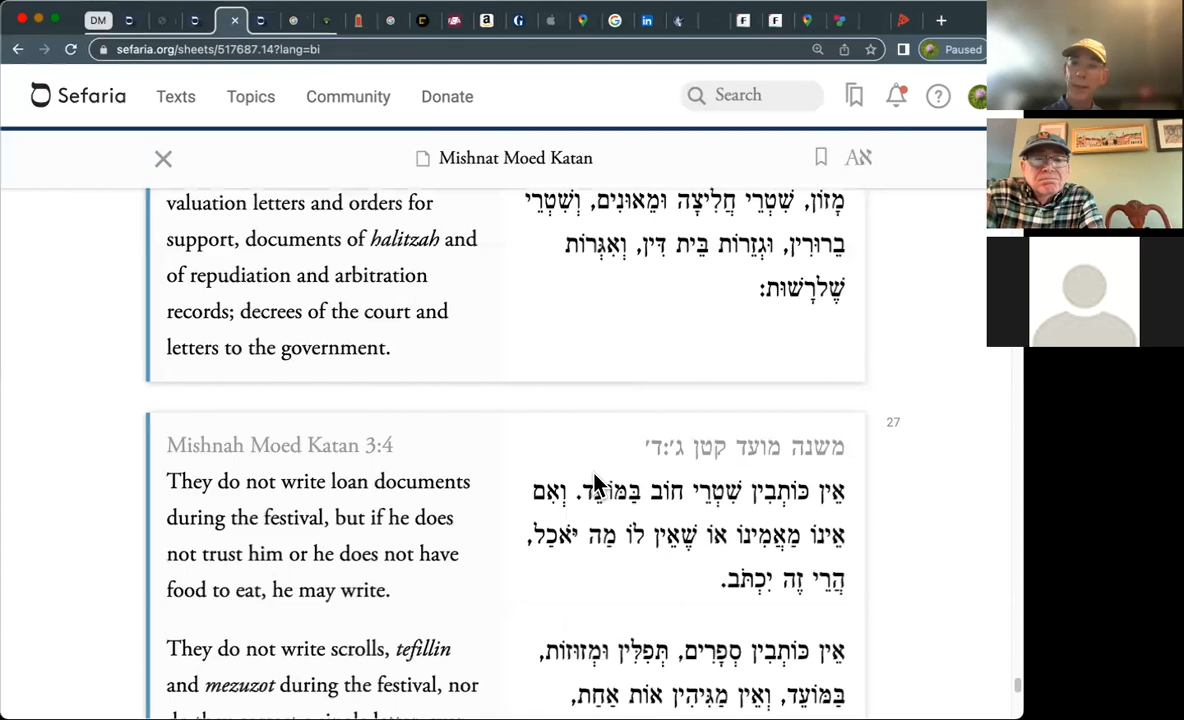 DM
sefaria.org/sheets/517687.14?lang=bi
Paused
Sefaria
Texts
Topics
Community
Donate
Search
Mishnat Moed Katan
אA
valuation letters and orders for
support, documents of halitzah and
of repudiation and arbitration
records; decrees of the court and
letters to the government.
מָזוֹן, שִׁטְרֵי חֲלִיצָה וּמֵאוּנִים, וְשִׁטְרֵי
בֵרוּרִין, וּגְזֵרוֹת בֵּית דִּין, וְאִגְּרוֹת
שֶׁלרָשׁוּת:
27
Mishnah Moed Katan 3:4
They do not write loan documents
during the festival, but if he does
not trust him or he does not have
food to eat, he may write.
משנה מועד קטן ג׳:ד׳
אֵין כּוֹתְבִין שִׁטְרֵי חוֹב בַּמּוֹעֵד. וְאִם
אֵינוֹ מַאֲמִינוֹ אוֹ שֶׁאֵין לוֹ מַה יֹּאכַל,
הֲרֵי זֶה יִכְתֹּב.
They do not write scrolls, tefillin
and mezuzot during the festival, nor
אֵין כּוֹתְבִין סְפָרִים, תְּפִלִּין וּמְזוּזוֹת,
בַּמּוֹעֵד, וְאֵין מַגִּיהִין אוֹת אַחַת,